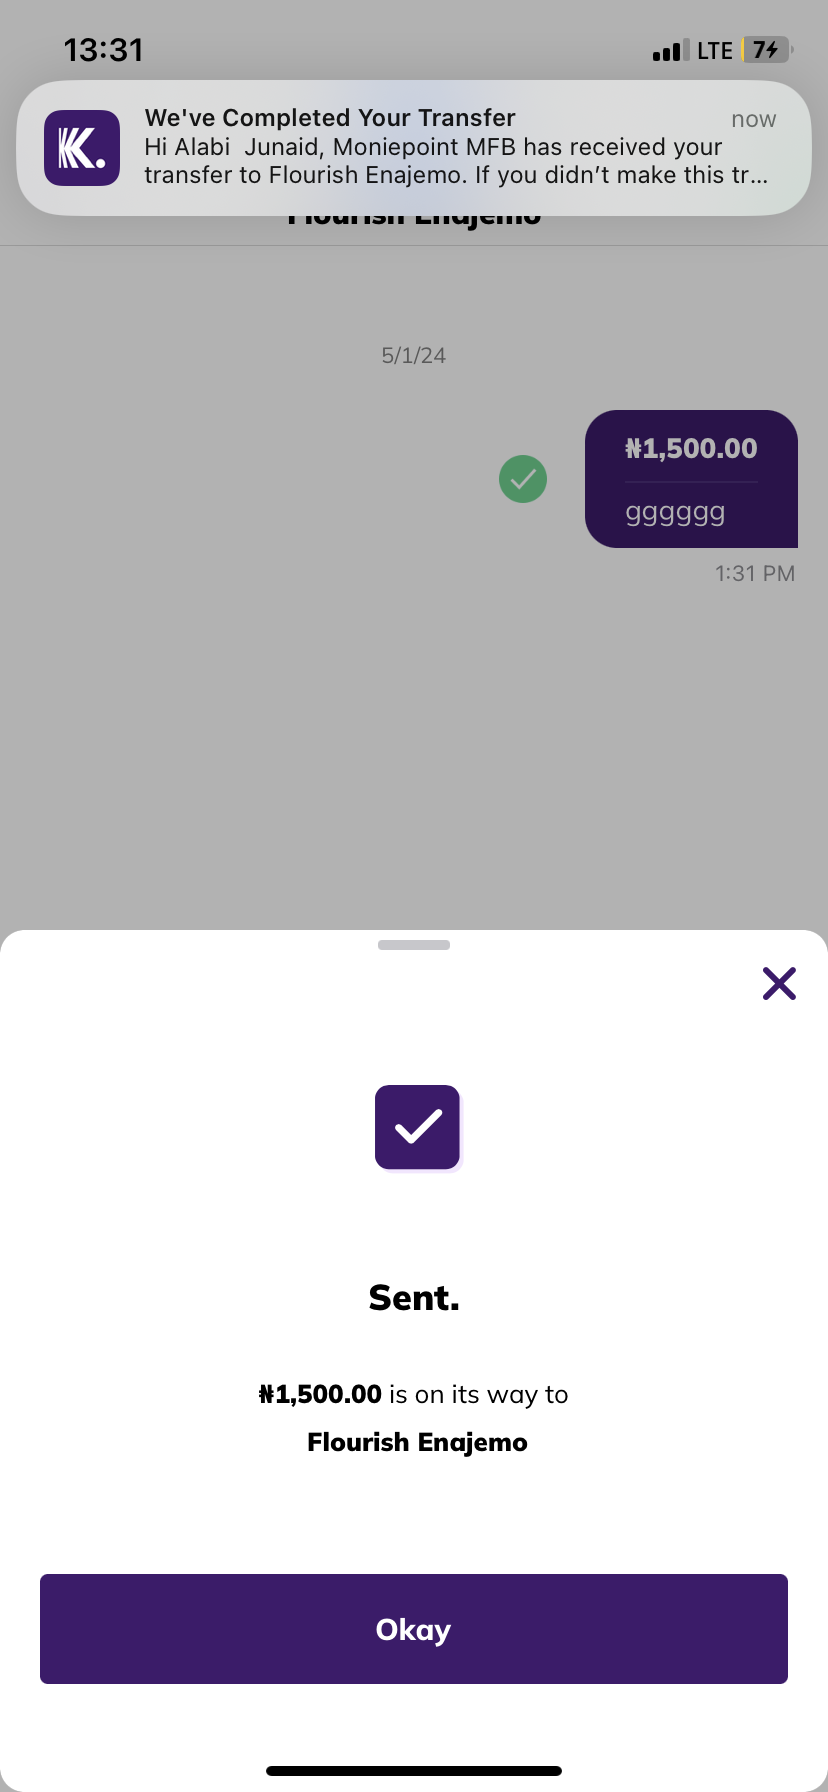 13:31
LTE
7
We've Completed Your Transfer
now
Hi Alabi  Junaid, Moniepoint MFB has received your
transfer to Flourish Enajemo. If you didn’t make this tr...
Flourish Enajemo
5/1/24
₦1,500.00
gggggg
1:31 PM
Sent.
₦1,500.00 is on its way to
Flourish Enajemo
Okay
K.